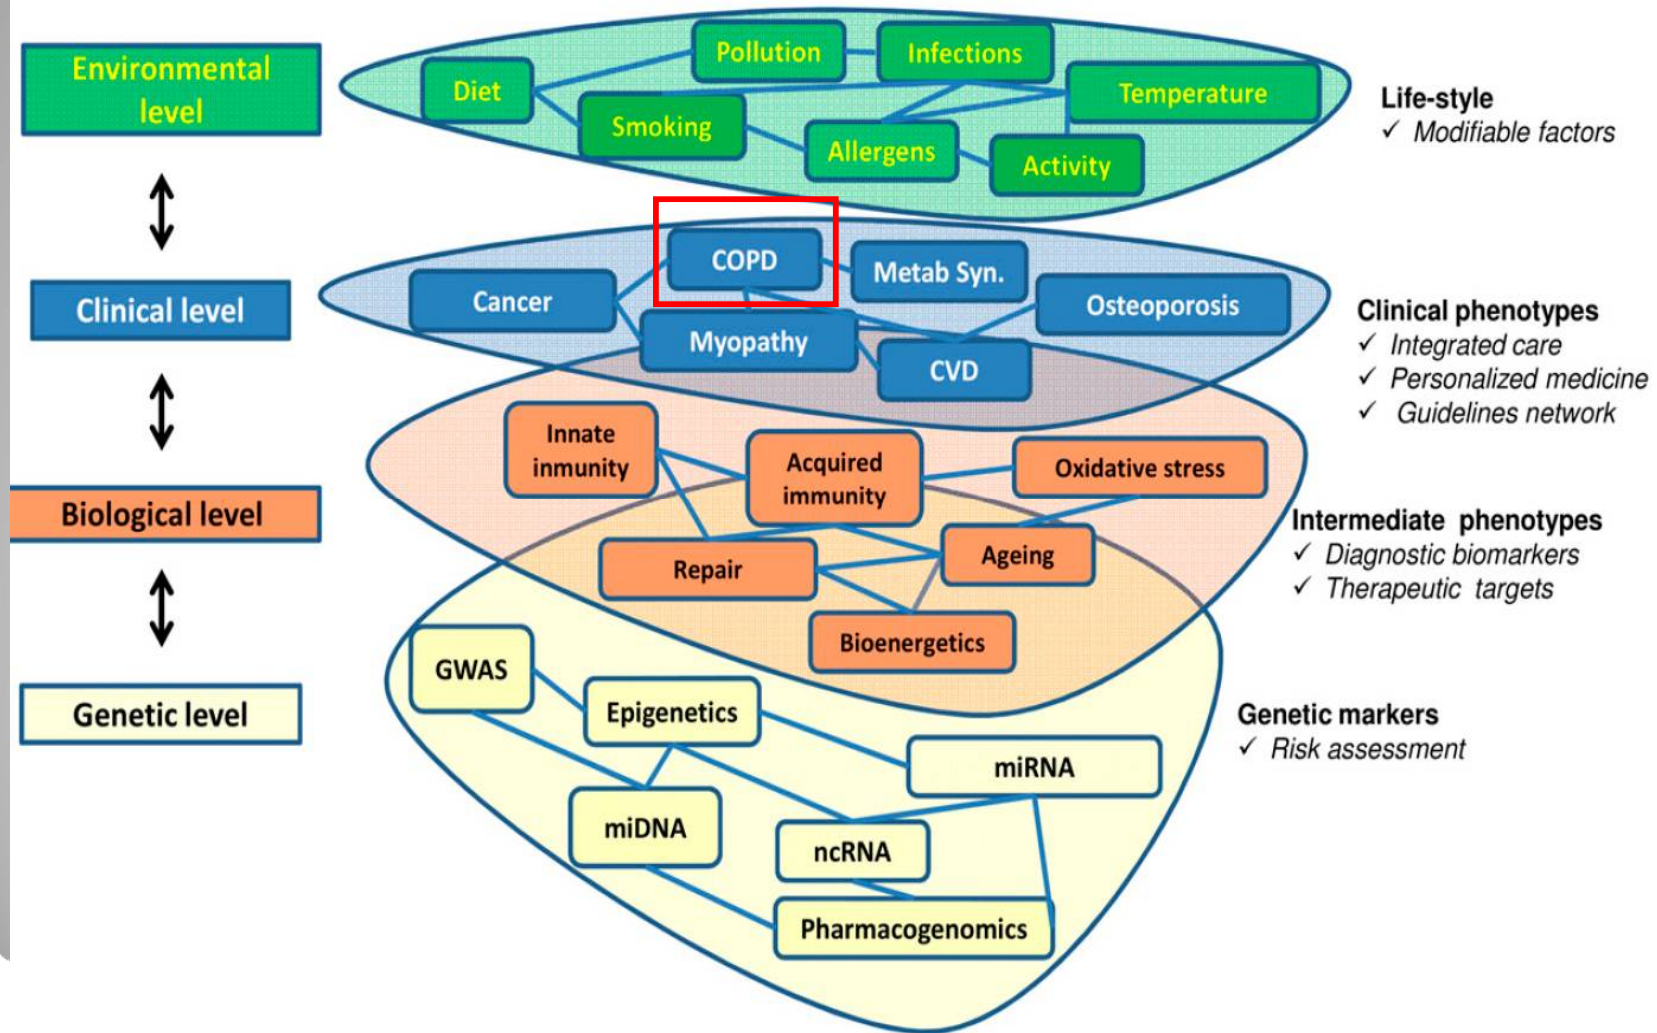 Environmental
level
Pollution
Infections
Diet
Temperature
Smoking
Allergens
Activity
Life-style
✓ Modifiable factors
Clinical level
COPD
Metab Syn.
Cancer
Osteoporosis
Myopathy
CVD
Clinical phenotypes
✓ Integrated care
✓ Personalized medicine
✓ Guidelines network
Biological level
Innate
inmunity
Acquired
immunity
Oxidative stress
Repair
Ageing
Bioenergetics
Intermediate phenotypes
✓ Diagnostic biomarkers
✓ Therapeutic targets
Genetic level
GWAS
Epigenetics
miRNA
miDNA
ncRNA
Pharmacogenomics
Genetic markers
✓ Risk assessment